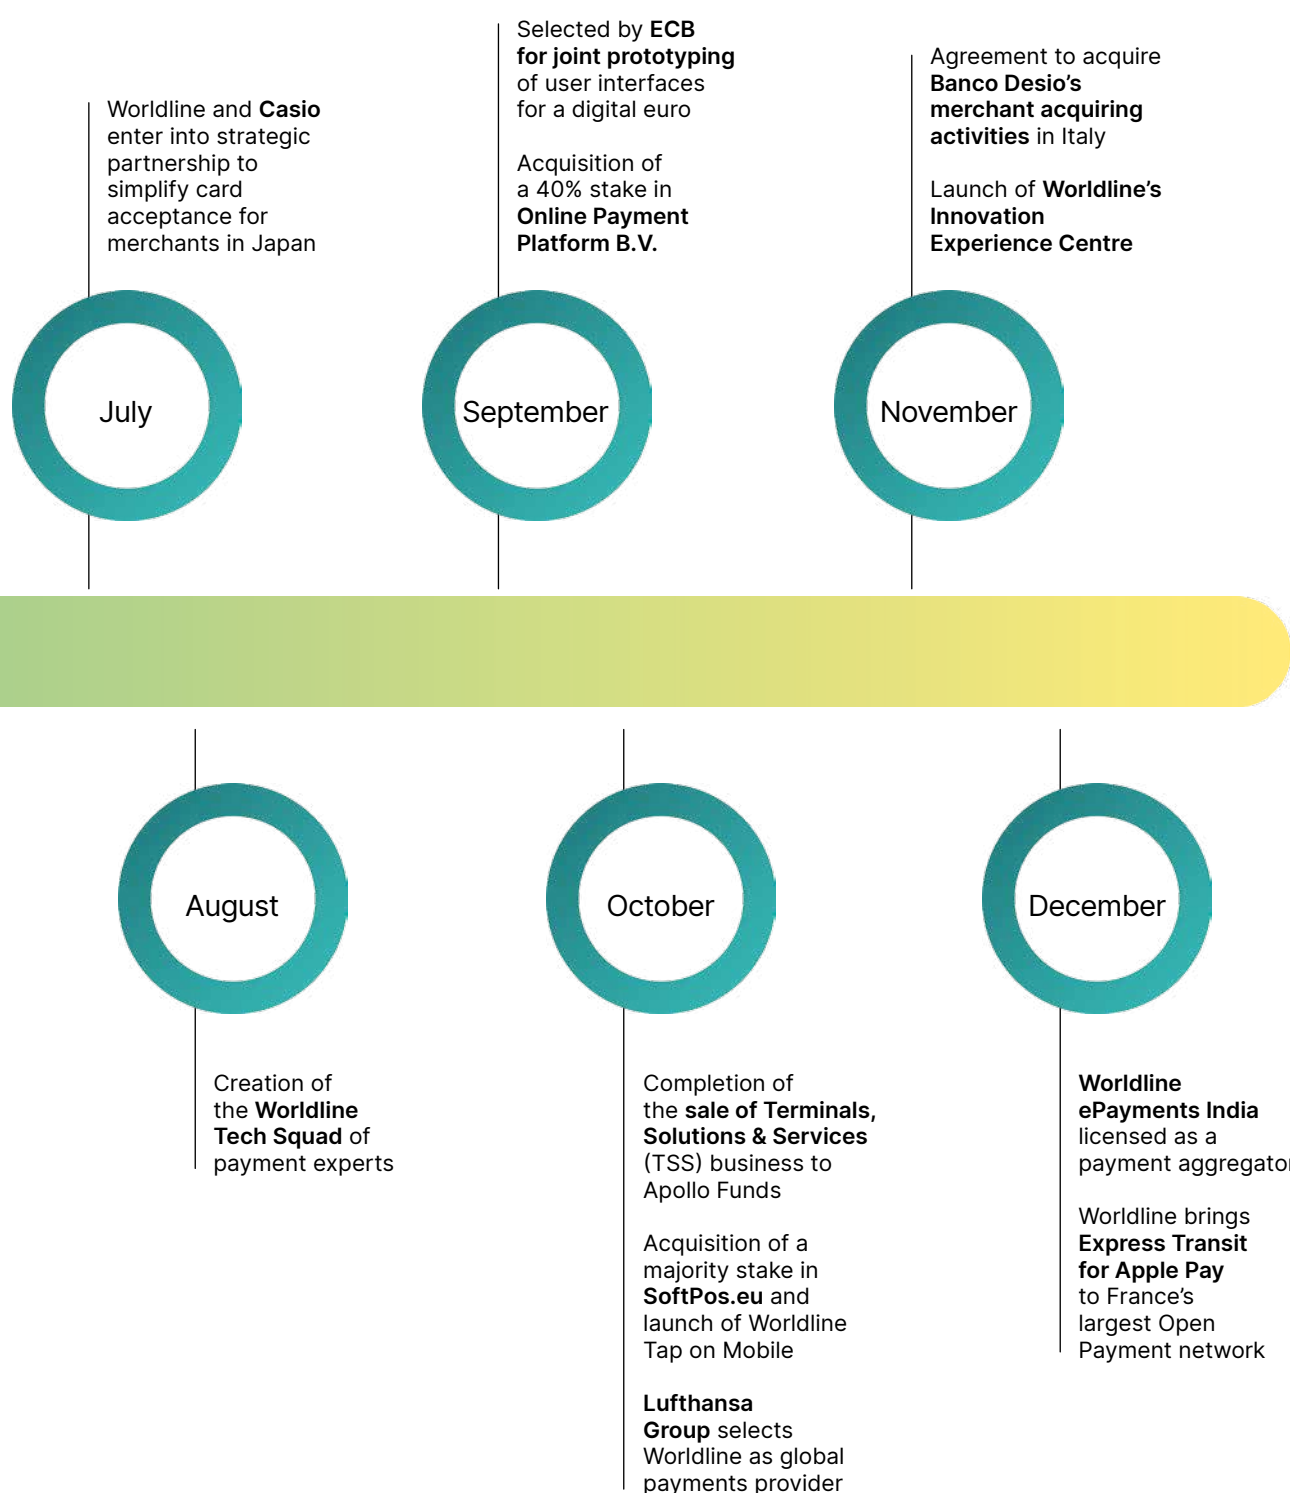 Worldline and Casio
enter into strategic
partnership to
simplify card
acceptance for
merchants in Japan
July
Selected by ECB
for joint prototyping
of user interfaces
for a digital euro
Acquisition of
a 40% stake in
Online Payment
Platform B.V.
September
Agreement to acquire
Banco Desio’s
merchant acquiring
activities in Italy
Launch of Worldline’s
Innovation
Experience Centre
November
August
Creation of
the Worldline
Tech Squad of
payment experts
October
Completion of
the sale of Terminals,
Solutions & Services
(TSS) business to
Apollo Funds
Acquisition of a
majority stake in
SoftPos.eu and
launch of Worldline
Tap on Mobile
Lufthansa
Group selects
Worldline as global
payments provider
December
Worldline
ePayments India
licensed as a
payment aggregator
Worldline brings
Express Transit
for Apple Pay
to France’s
largest Open
Payment network